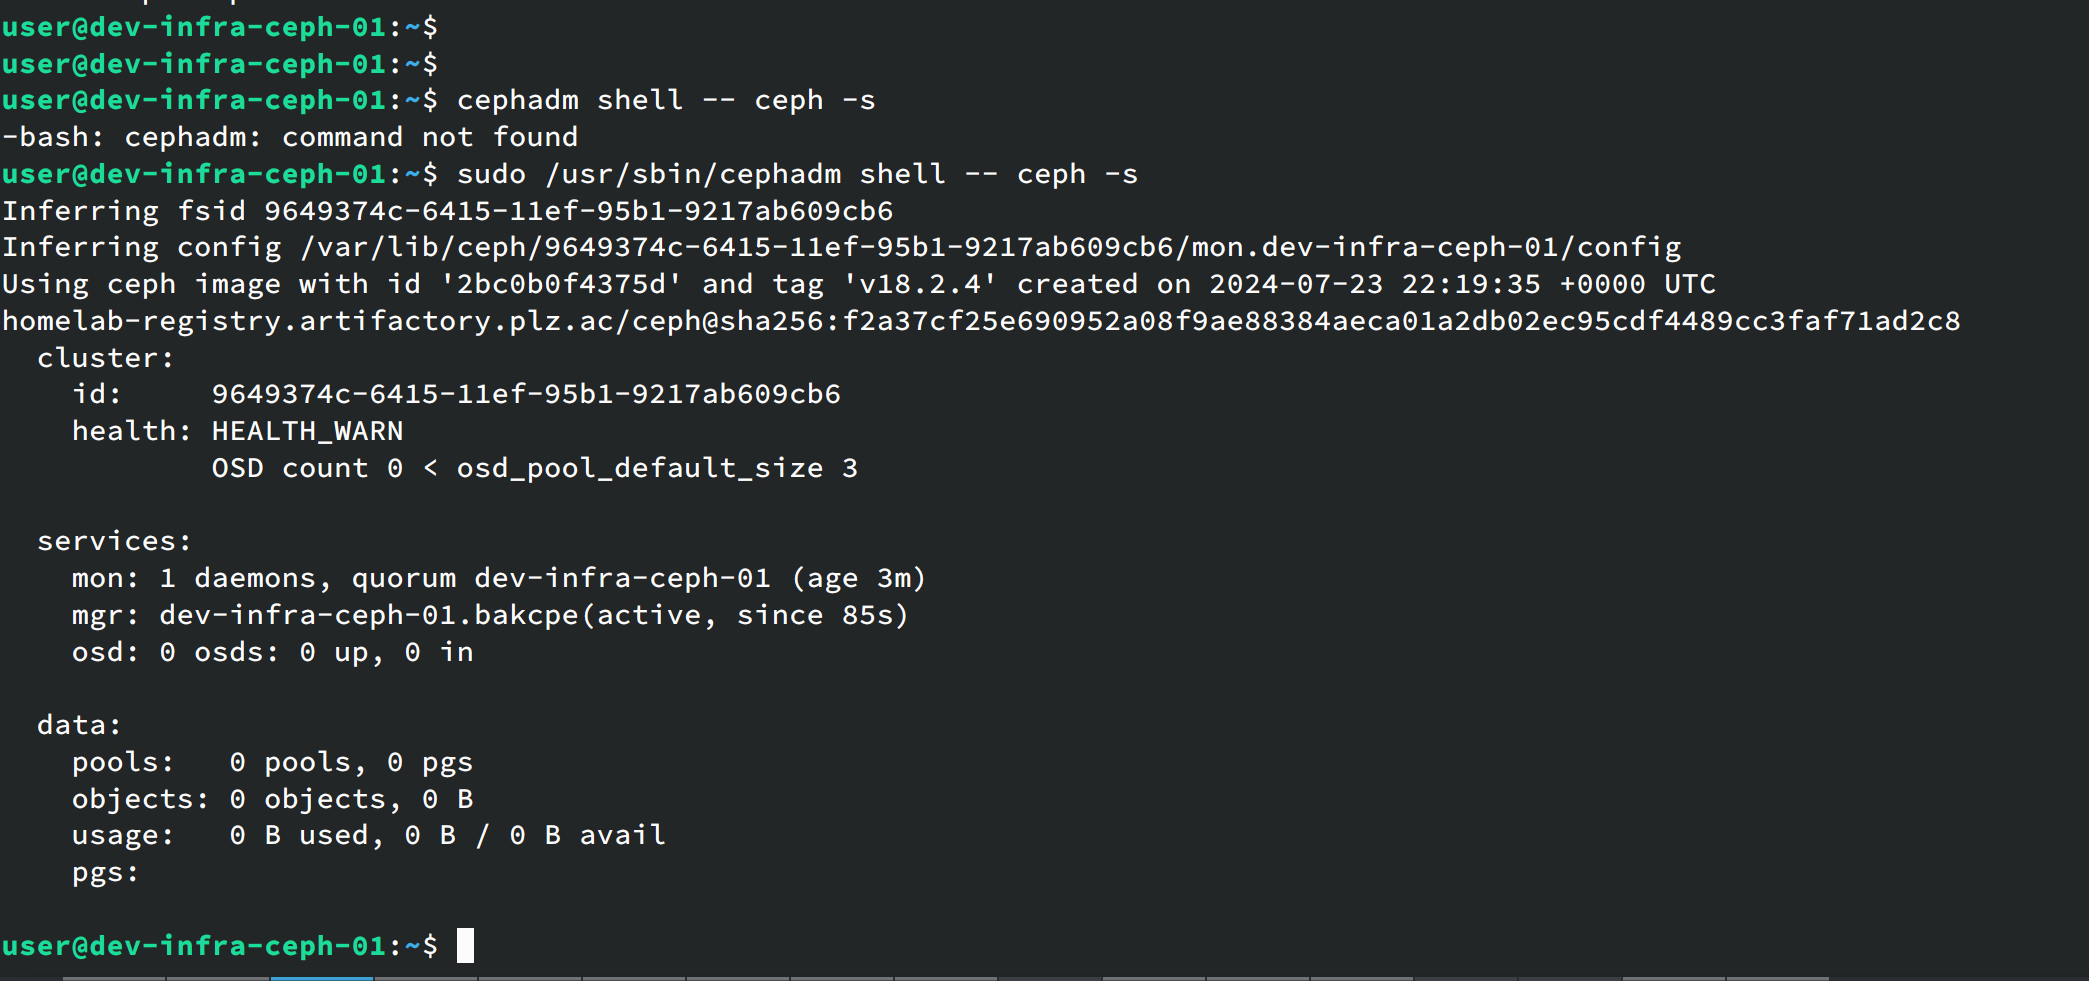 user@dev-infra-ceph-01:~$
user@dev-infra-ceph-01:~$
user@dev-infra-ceph-01:~$ cephadm shell -- ceph -s
-bash: cephadm: command not found
user@dev-infra-ceph-01:~$ sudo /usr/sbin/cephadm shell -- ceph -s
Inferring fsid 9649374c-6415-11ef-95b1-9217ab609cb6
Inferring config /var/lib/ceph/9649374c-6415-11ef-95b1-9217ab609cb6/mon.dev-infra-ceph-01/config
Using ceph image with id '2bc0b0f4375d' and tag 'v18.2.4' created on 2024-07-23 22:19:35 +0000 UTC
homelab-registry.artifactory.plz.ac/ceph@sha256:f2a37cf25e690952a08f9ae88384aeca01a2db02ec95cdf4489cc3faf71ad2c8
  cluster:
    id:     9649374c-6415-11ef-95b1-9217ab609cb6
    health: HEALTH_WARN
            OSD count 0 < osd_pool_default_size 3

  services:
    mon: 1 daemons, quorum dev-infra-ceph-01 (age 3m)
    mgr: dev-infra-ceph-01.bakcpe(active, since 85s)
    osd: 0 osds: 0 up, 0 in

  data:
    pools:   0 pools, 0 pgs
    objects: 0 objects, 0 B
    usage:   0 B used, 0 B / 0 B avail
    pgs:

user@dev-infra-ceph-01:~$